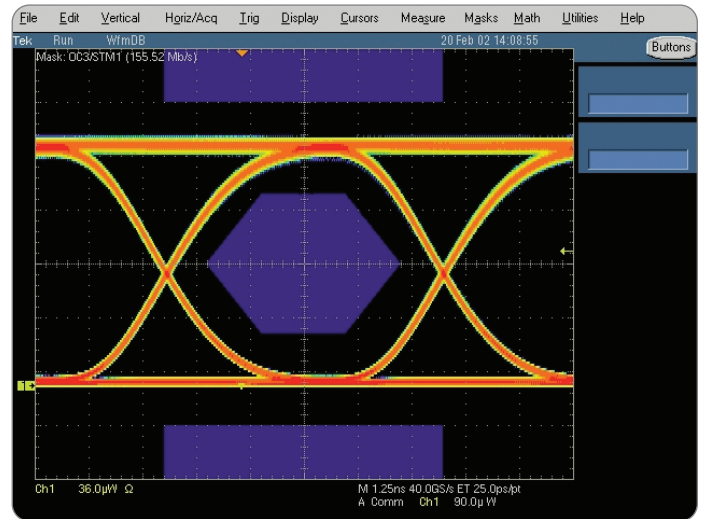 File Edit Vertical Horiz/Acq Trig Display Cursors Measure Masks Math Utilities Help
Tek Run WfmDB 20 Feb 02 14:08:55 Buttons
Mask: OC3/STM1 (155.52 Mb/s)
1
Ch1 36.0µW Ω M 1.25ns 40.0GS/s ET 25.0ps/pt
A Comm Ch1 90.0µW